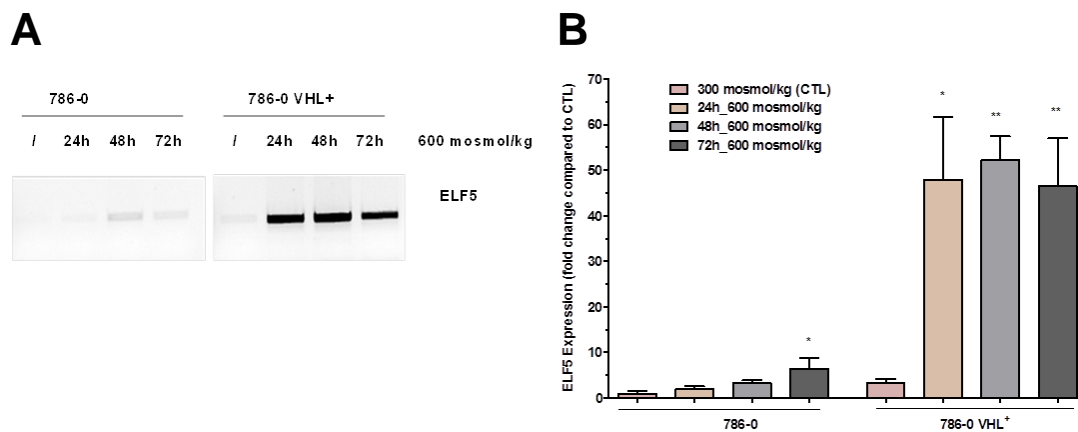 A
786-0
786-0 VHL+
/ 24h 48h 72h / 24h 48h 72h 600 mosmol/kg
ELF5
B
ELF5 Expression (fold change compared to CTL)
70
60
50
40
30
20
10
0
300 mosmol/kg (CTL)
24h_600 mosmol/kg
48h_600 mosmol/kg
72h_600 mosmol/kg
*
*
**
**
786-0
786-0 VHL+